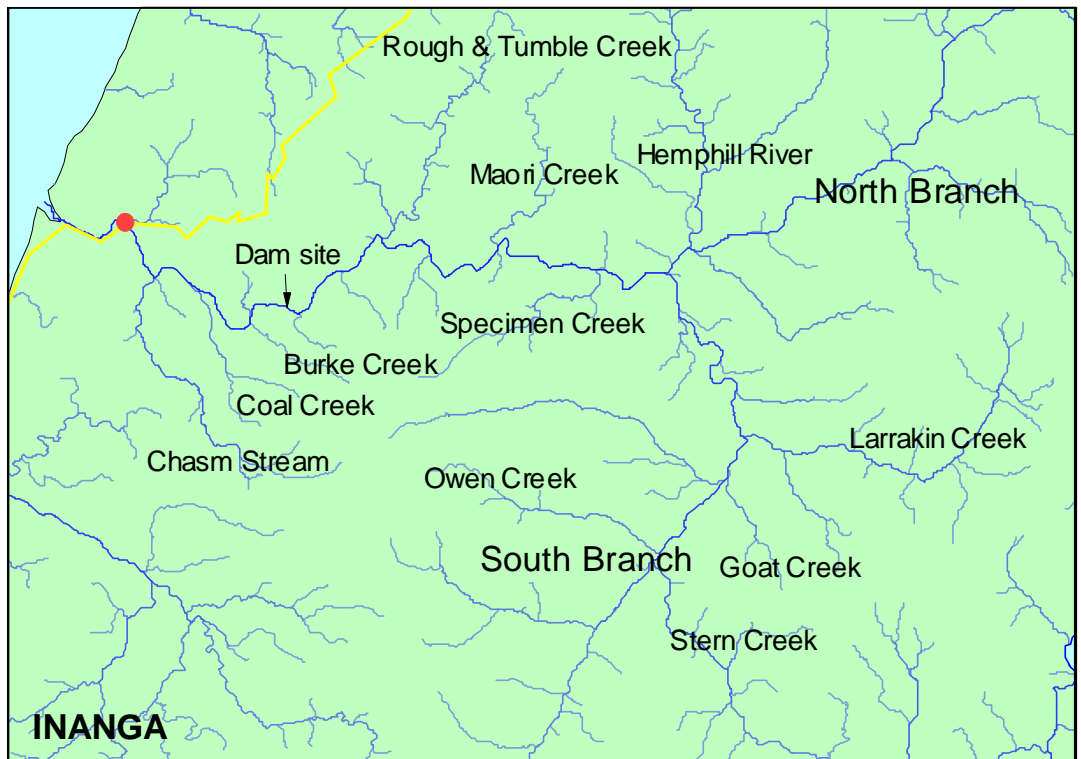 Rough & Tumble Creek
Hemphill River
Maori Creek
North Branch
Dam site
Specimen Creek
Burke Creek
Coal Creek
Larrakin Creek
Chasm Stream
Owen Creek
South Branch
Goat Creek
Stern Creek
INANGA